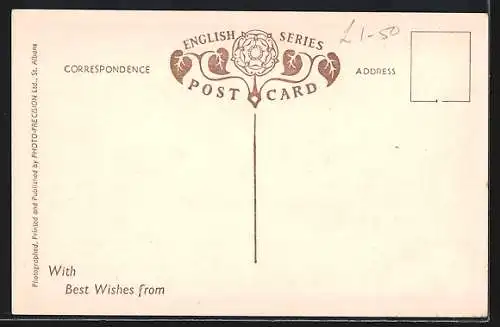 ENGLISH SERIES
£1-50
CORRESPONDENCE
ADDRESS
POST CARD
Photographed, Printed and Published by PHOTO-PRECISION Ltd., St. Albans
With
Best Wishes from